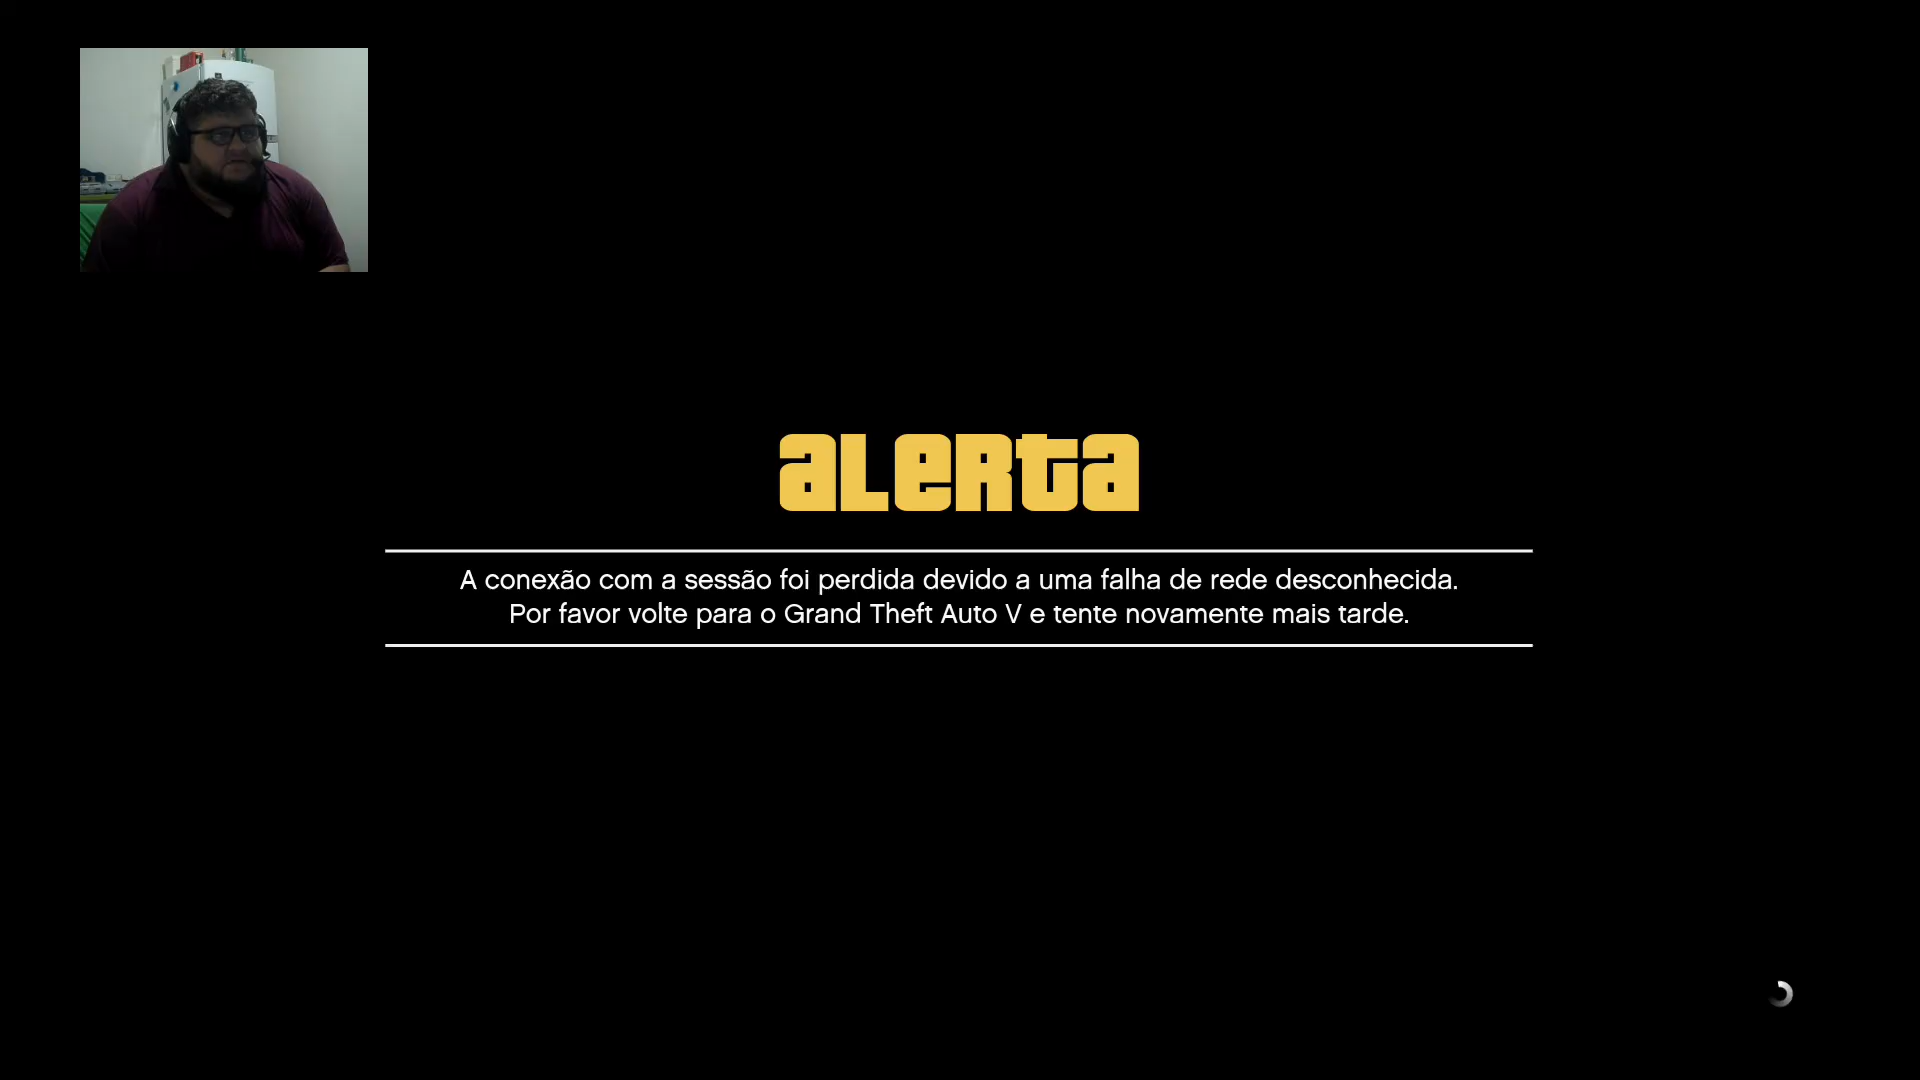 aLeRta
A conexão com a sessão foi perdida devido a uma falha de rede desconhecida.
Por favor volte para o Grand Theft Auto V e tente novamente mais tarde.